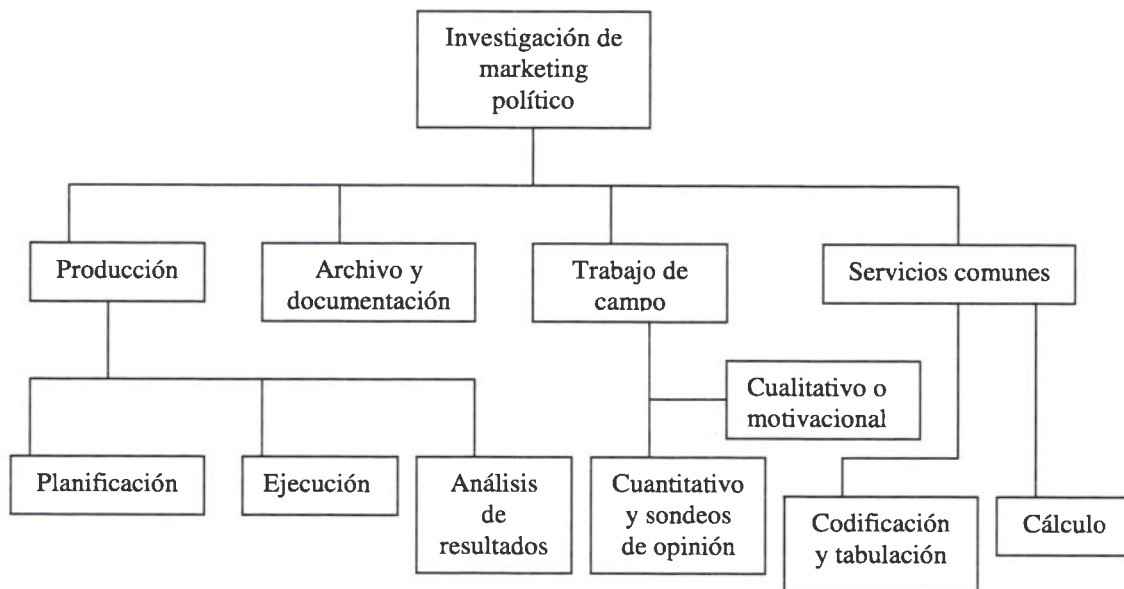 Investigación de
marketing
político
Producción
Archivo y
documentación
Trabajo de
campo
Servicios comunes
Cualitativo o
motivacional
Planificación
Ejecución
Análisis
de
resultados
Cuantitativo
y sondeos
de opinión
Codificación
y tabulación
Cálculo